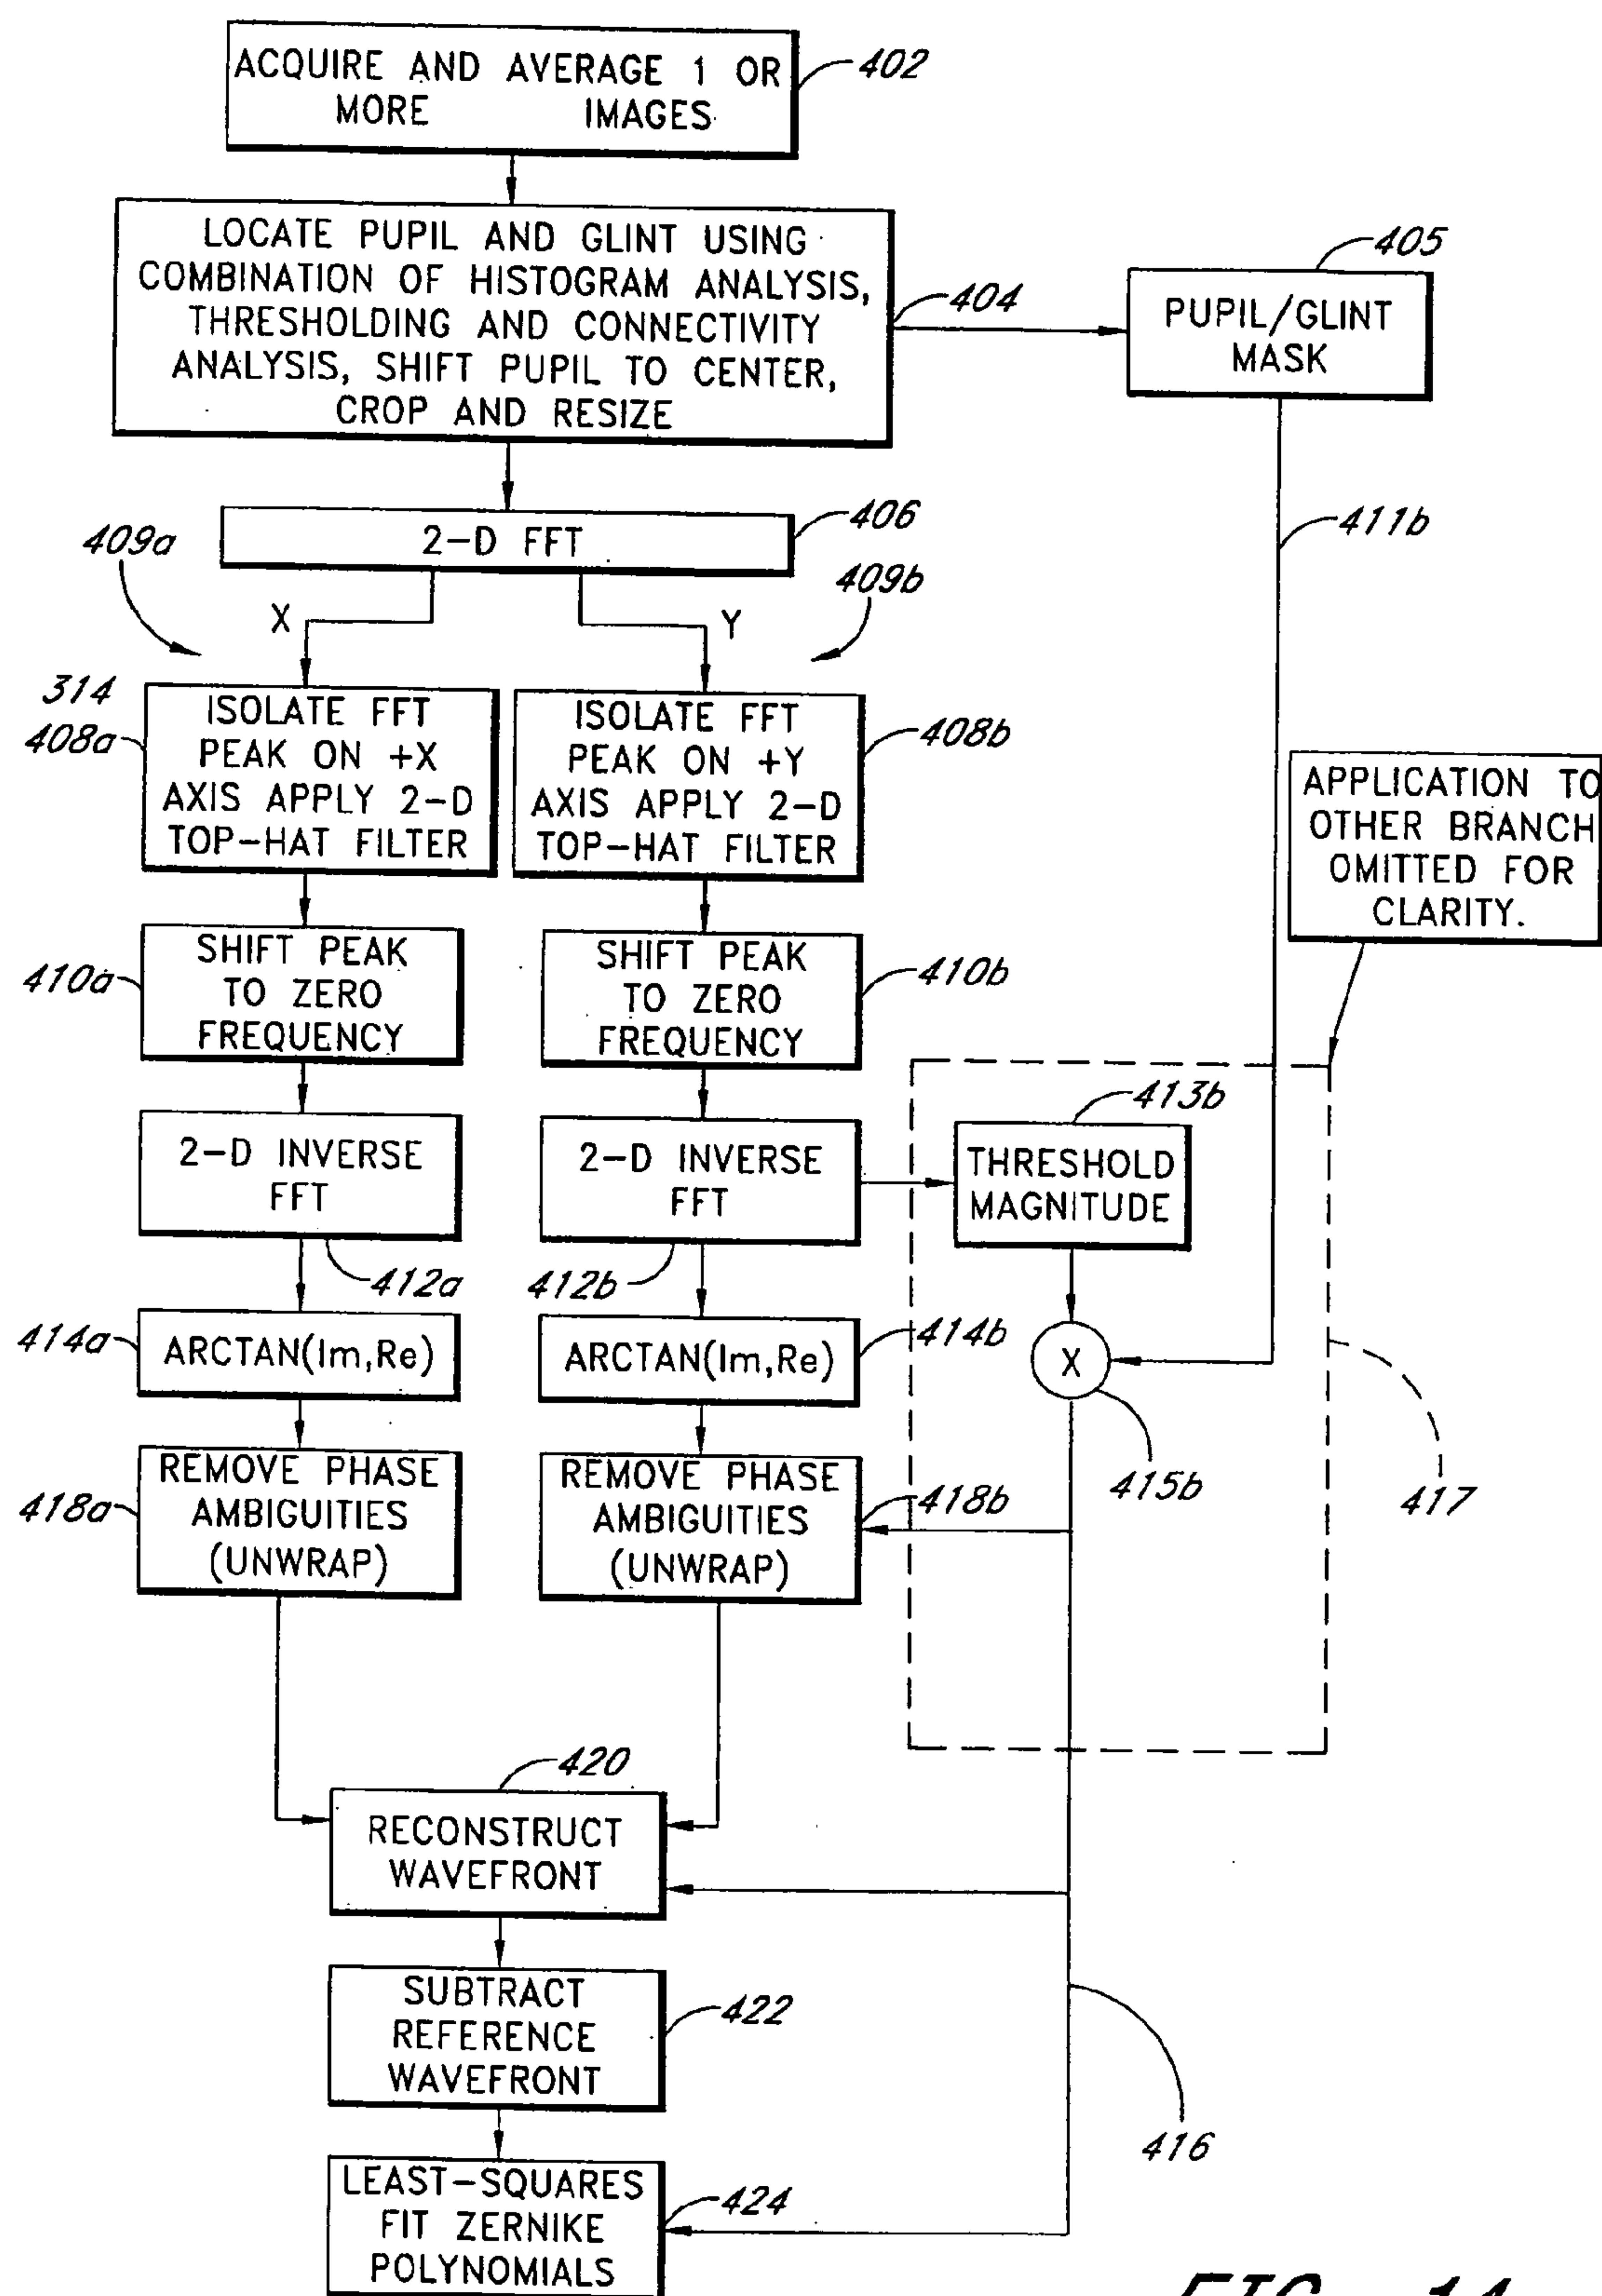 ACQUIRE AND AVERAGE 1 OR
MORE IMAGES
402
LOCATE PUPIL AND GLINT USING
COMBINATION OF HISTOGRAM ANALYSIS,
THRESHOLDING AND CONNECTIVITY
ANALYSIS, SHIFT PUPIL TO CENTER,
CROP AND RESIZE
404
405
PUPIL/GLINT
MASK
411b
2-D FFT
406
409a
409b
X
Y
314
408a
ISOLATE FFT
PEAK ON +X
AXIS APPLY 2-D
TOP-HAT FILTER
ISOLATE FFT
PEAK ON +Y
AXIS APPLY 2-D
TOP-HAT FILTER
408b
APPLICATION TO
OTHER BRANCH
OMITTED FOR
CLARITY.
410a
SHIFT PEAK
TO ZERO
FREQUENCY
SHIFT PEAK
TO ZERO
FREQUENCY
410b
2-D INVERSE
FFT
412a
2-D INVERSE
FFT
412b
413b
THRESHOLD
MAGNITUDE
414a
ARCTAN(Im,Re)
ARCTAN(Im,Re)
414b
X
415b
417
418a
REMOVE PHASE
AMBIGUITIES
(UNWRAP)
REMOVE PHASE
AMBIGUITIES
(UNWRAP)
418b
420
RECONSTRUCT
WAVEFRONT
SUBTRACT
REFERENCE
WAVEFRONT
422
416
LEAST-SQUARES
FIT ZERNIKE
POLYNOMIALS
424
FIG. 14